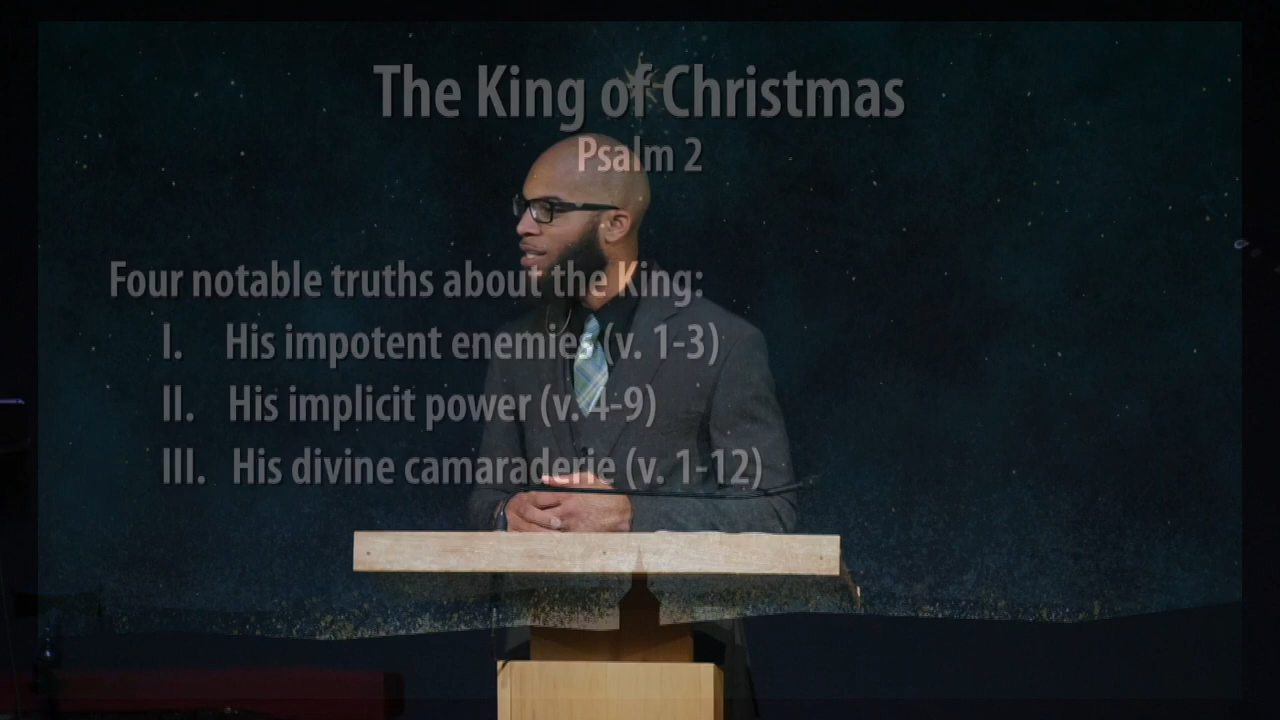 The King of Christmas
Psalm 2
Four notable truths about the King:
I. His impotent enemies (v. 1-3)
II. His implicit power (v. 4-9)
III. His divine camaraderie (v. 1-12)